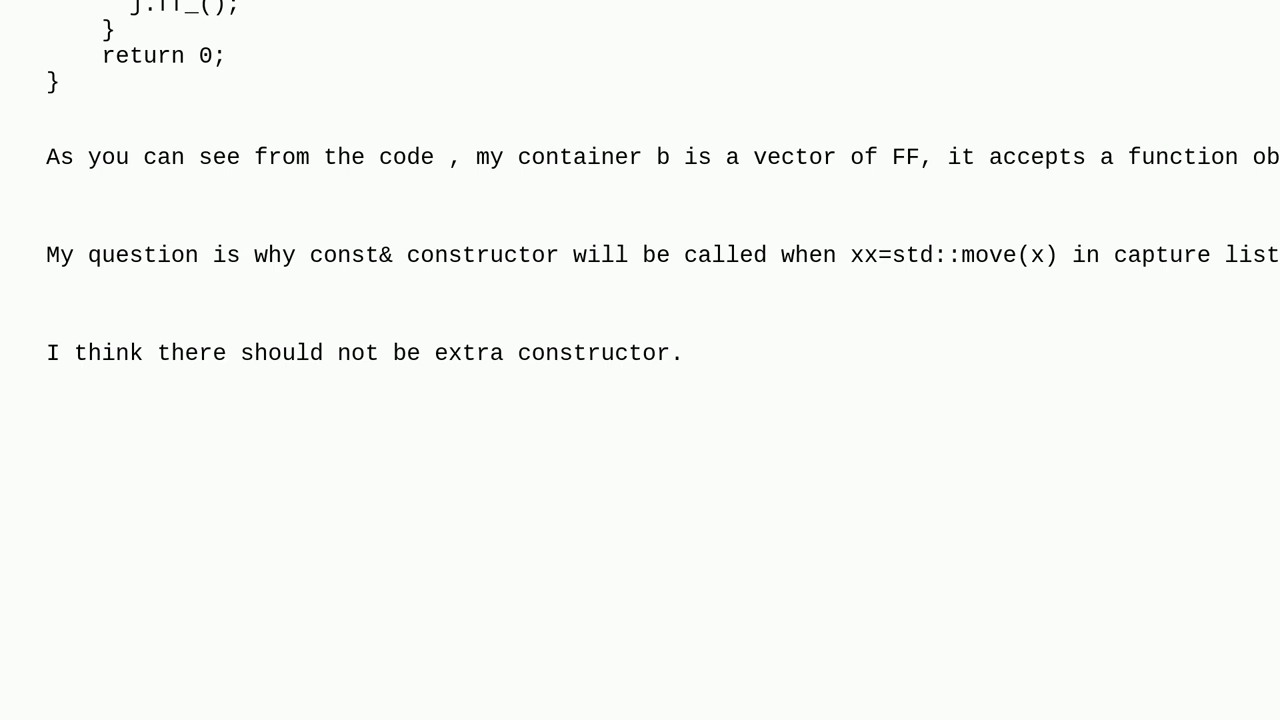 j.ff_();
}
return 0;
}
As you can see from the code , my container b is a vector of FF, it accepts a function
My question is why const& constructor will be called when xx=std::move(x) in capture list
I think there should not be extra constructor.